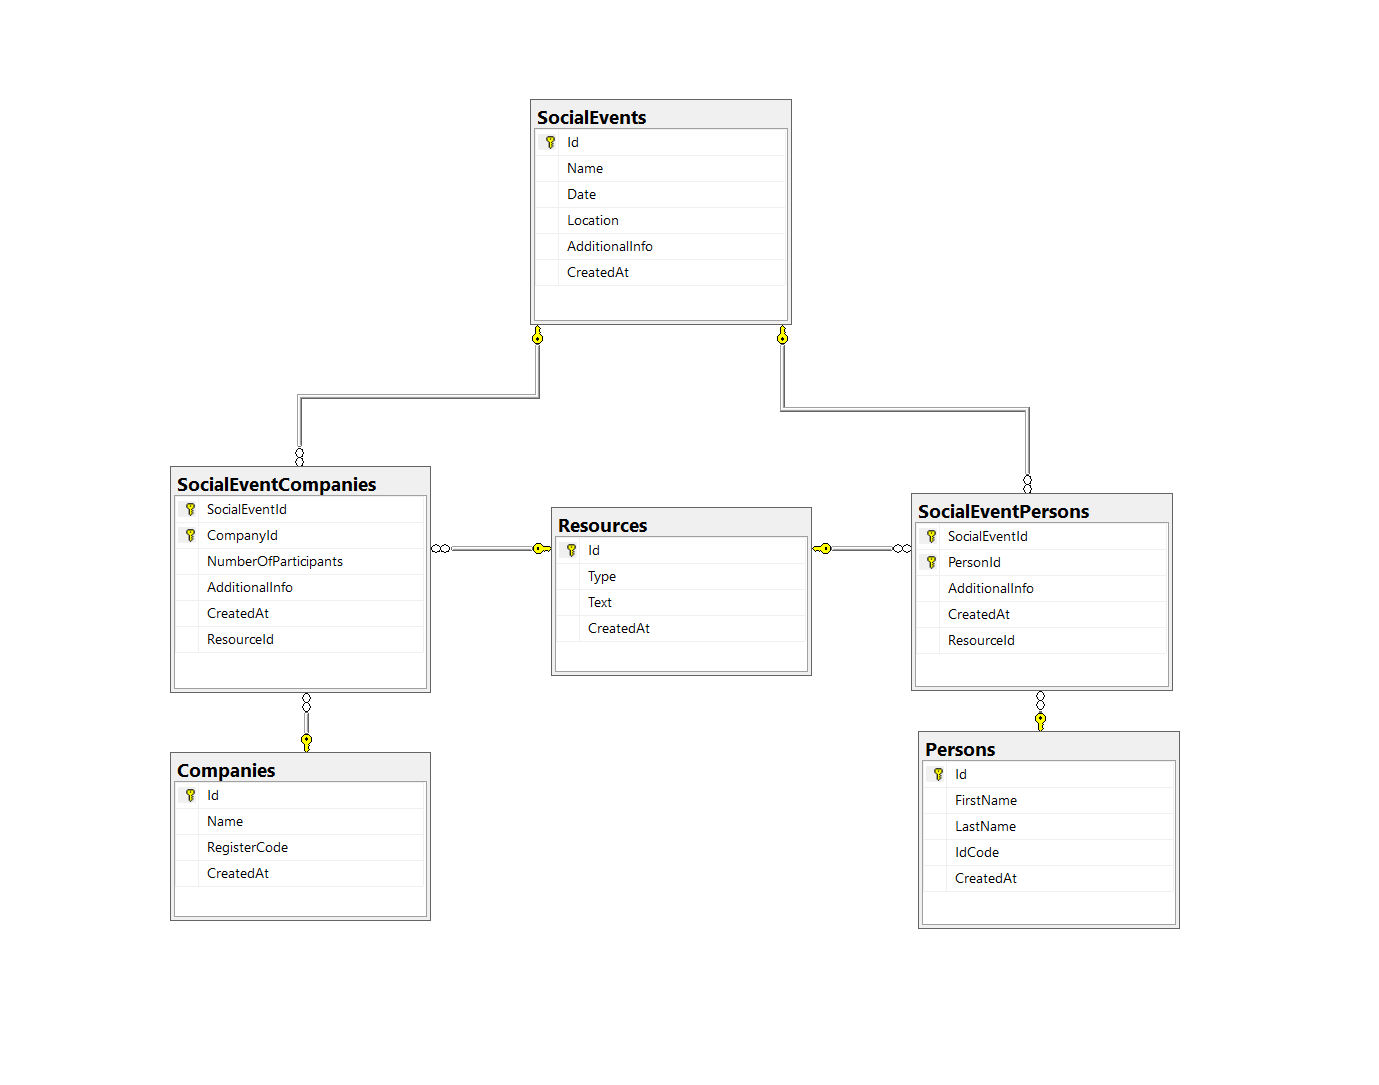 SocialEvents
Id
Name
Date
Location
AdditionalInfo
CreatedAt
SocialEventCompanies
SocialEventId
CompanyId
NumberOfParticipants
AdditionalInfo
CreatedAt
ResourceId
Resources
Id
Type
Text
CreatedAt
SocialEventPersons
SocialEventId
PersonId
AdditionalInfo
CreatedAt
ResourceId
Companies
Id
Name
RegisterCode
CreatedAt
Persons
Id
FirstName
LastName
IdCode
CreatedAt